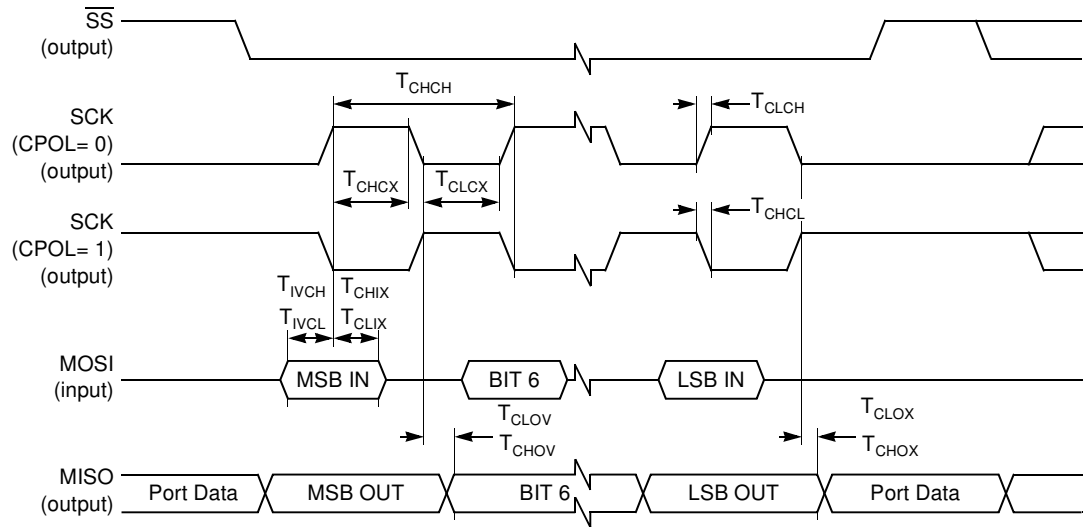 SS
(output)
T_CHCH
SCK
(CPOL= 0)
(output)
T_CLCH
T_CHCX
T_CLCX
SCK
(CPOL= 1)
(output)
T_CHCL
T_IVCH
T_CHIX
T_IVCL
T_CLIX
MOSI
(input)
MSB IN
BIT 6
LSB IN
T_CLOV
T_CHOV
T_CLOX
T_CHOX
MISO
(output)
Port Data
MSB OUT
BIT 6
LSB OUT
Port Data